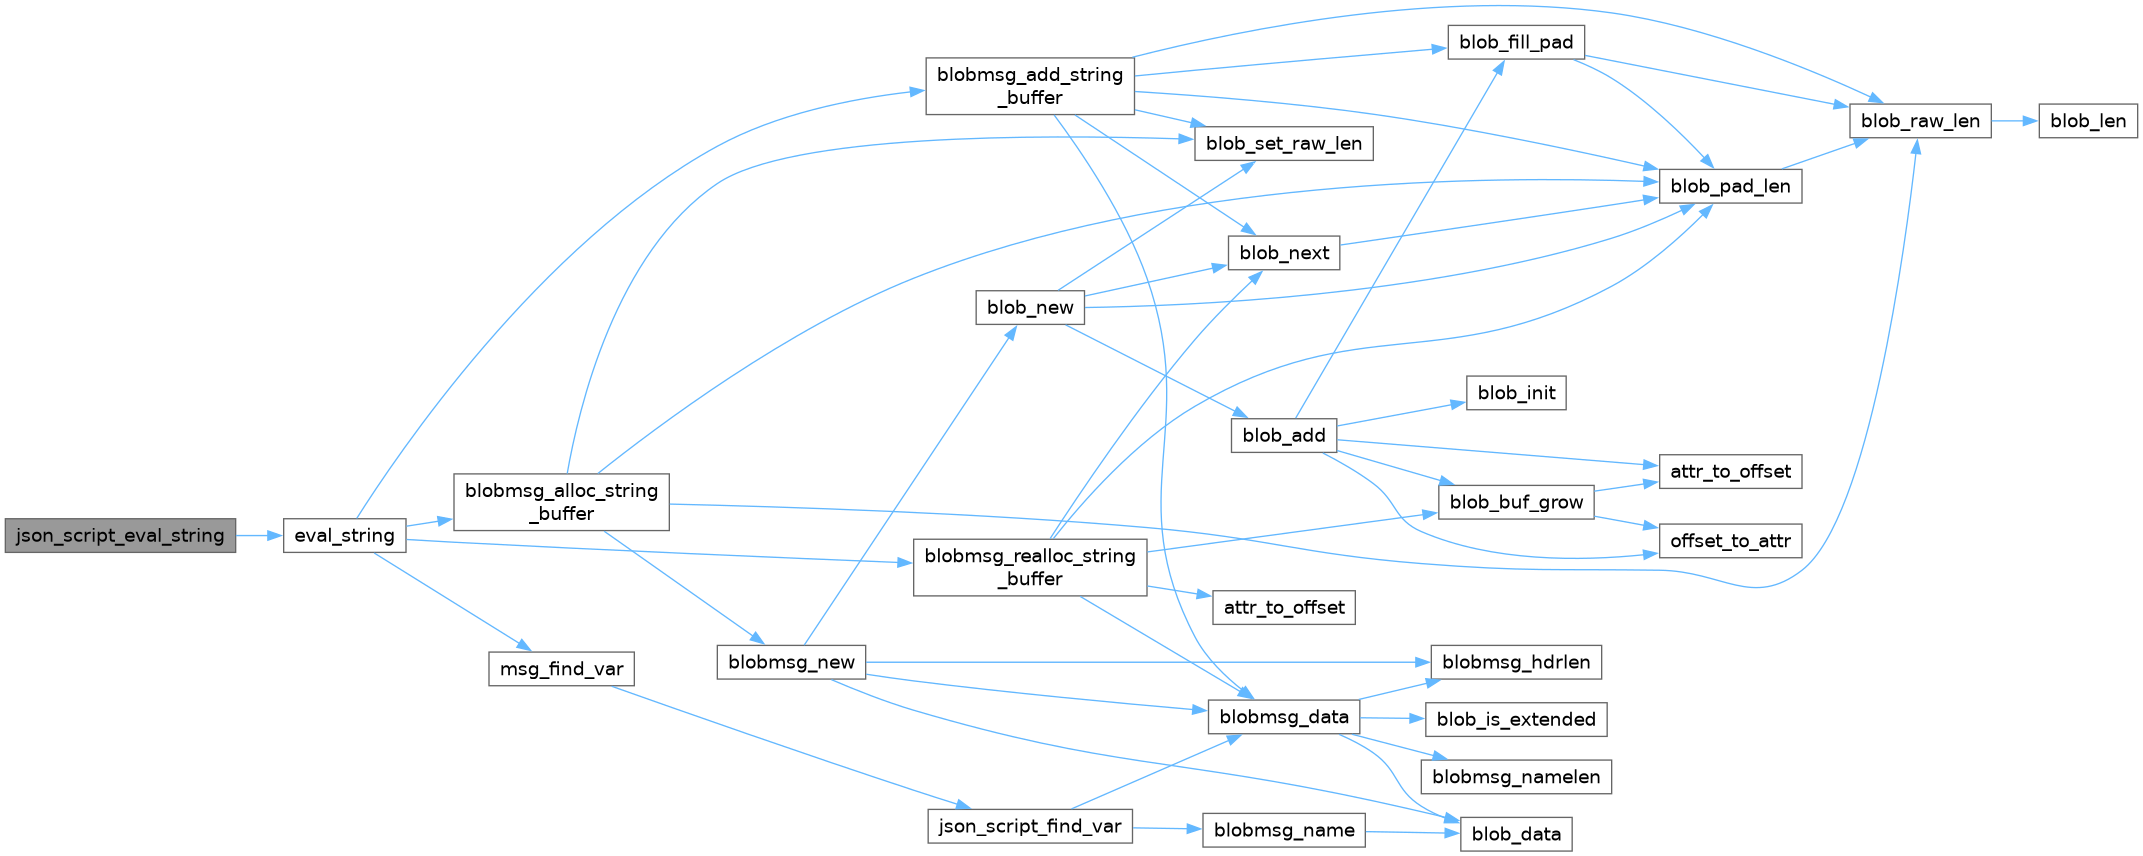 json_script_eval_string
eval_string
blobmsg_alloc_string
_buffer
msg_find_var
blobmsg_new
blobmsg_add_string
_buffer
blob_new
blobmsg_realloc_string
_buffer
json_script_find_var
blob_set_raw_len
blob_next
blob_add
attr_to_offset
blobmsg_data
blobmsg_name
blob_fill_pad
blob_init
blob_buf_grow
blobmsg_hdrlen
blob_is_extended
blobmsg_namelen
blob_data
blob_pad_len
attr_to_offset
offset_to_attr
blob_raw_len
blob_len